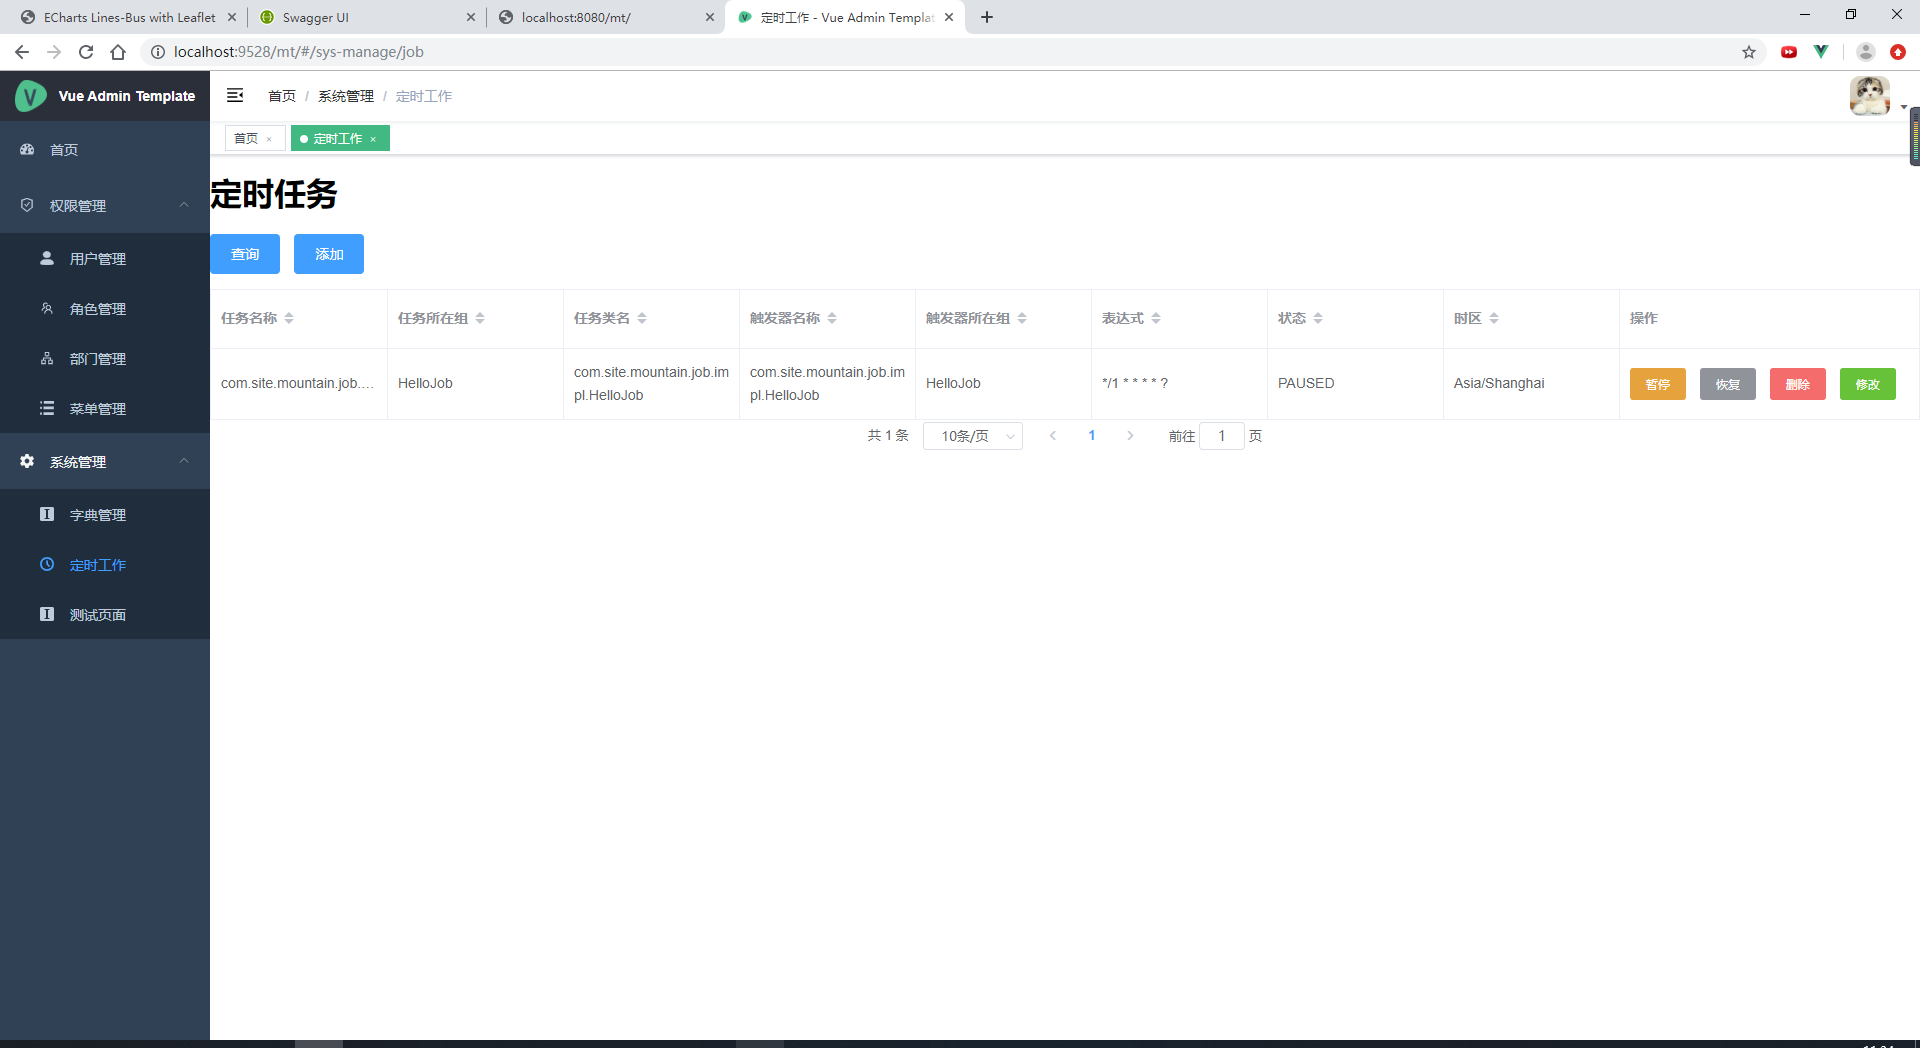 ECharts Lines-Bus with Leaflet
Swagger UI
localhost:8080/mt/
定时工作 - Vue Admin Templat
localhost:9528/mt/#/sys-manage/job
Vue Admin Template
首页 / 系统管理 / 定时工作
首页 ×
定时工作 ×
首页
权限管理
用户管理
角色管理
部门管理
菜单管理
系统管理
字典管理
定时工作
测试页面
定时任务
查询 添加
任务名称 任务所在组 任务类名 触发器名称 触发器所在组 表达式 状态 时区 操作
com.site.mountain.job.... HelloJob com.site.mountain.job.im
pl.HelloJob com.site.mountain.job.im
pl.HelloJob HelloJob */1 * * * * ? PAUSED Asia/Shanghai 暂停 恢复 删除 修改
共 1 条 10条/页 1 前往 1 页